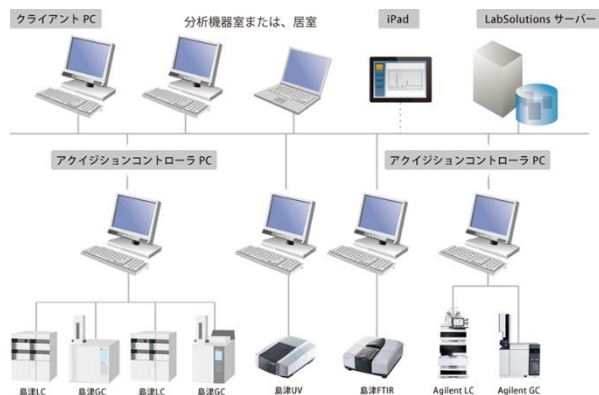 クライアント PC
分析機器室または、居室
iPad
LabSolutions サーバー
アクイジションコントローラ PC
アクイジションコントローラ PC
島津LC
島津GC
島津LC
島津GC
島津UV
島津FTIR
Agilent LC
Agilent GC